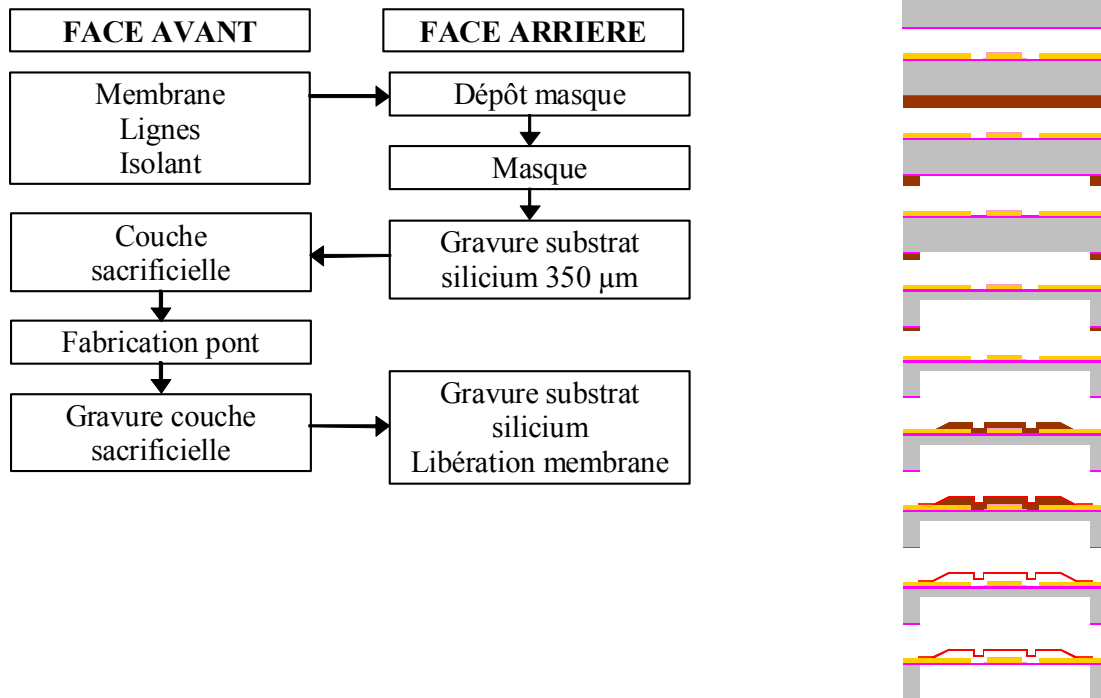 FACE AVANT
FACE ARRIERE
Membrane
Lignes
Isolant
Dépôt masque
Masque
Gravure substrat
silicium 350 μm
Couche
sacrificielle
Fabrication pont
Gravure couche
sacrificielle
Gravure substrat
silicium
Libération membrane